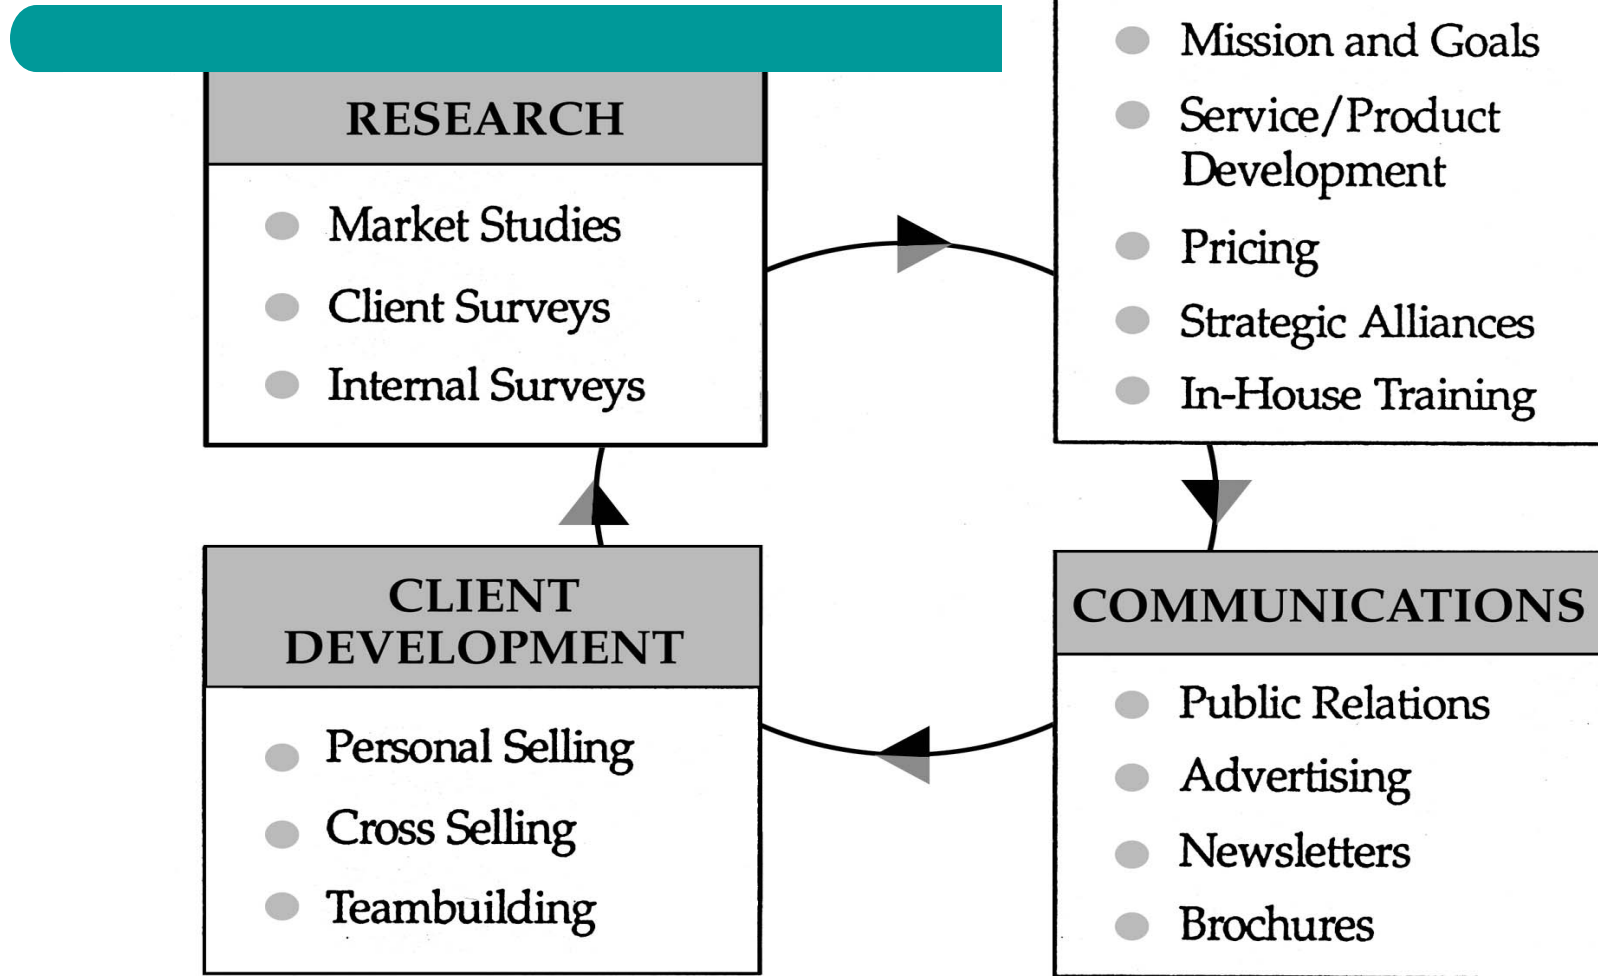 RESEARCH
Market Studies
Client Surveys
Internal Surveys
Mission and Goals
Service/Product
Development
Pricing
Strategic Alliances
In-House Training
COMMUNICATIONS
Public Relations
Advertising
Newsletters
Brochures
CLIENT
DEVELOPMENT
Personal Selling
Cross Selling
Teambuilding